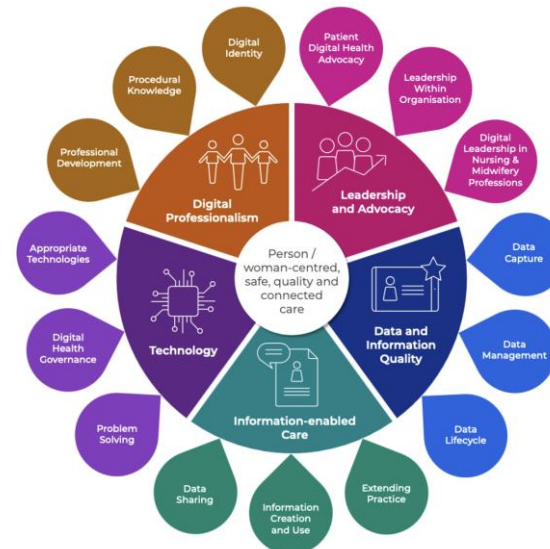 Digital
Identity
Patient
Digital Health
Advocacy
Procedural
Knowledge
Leadership
Within
Organisation
Professional
Development
Digital
Leadership in
Nursing &
Midwifery
Professions
Digital
Professionalism
Leadership
and Advocacy
Appropriate
Technologies
Data
Capture
Person /
woman-centred,
safe, quality and
connected
care
Digital
Health
Governance
Technology
Data and
Information
Quality
Data
Management
Problem
Solving
Information-enabled
Care
Data
Lifecycle
Data
Sharing
Information
Creation
and Use
Extending
Practice